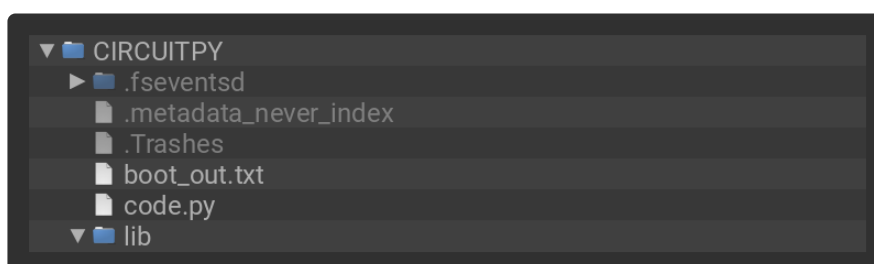 CIRCUITPY
.fseventsd
.metadata_never_index
.Trashes
boot_out.txt
code.py
lib